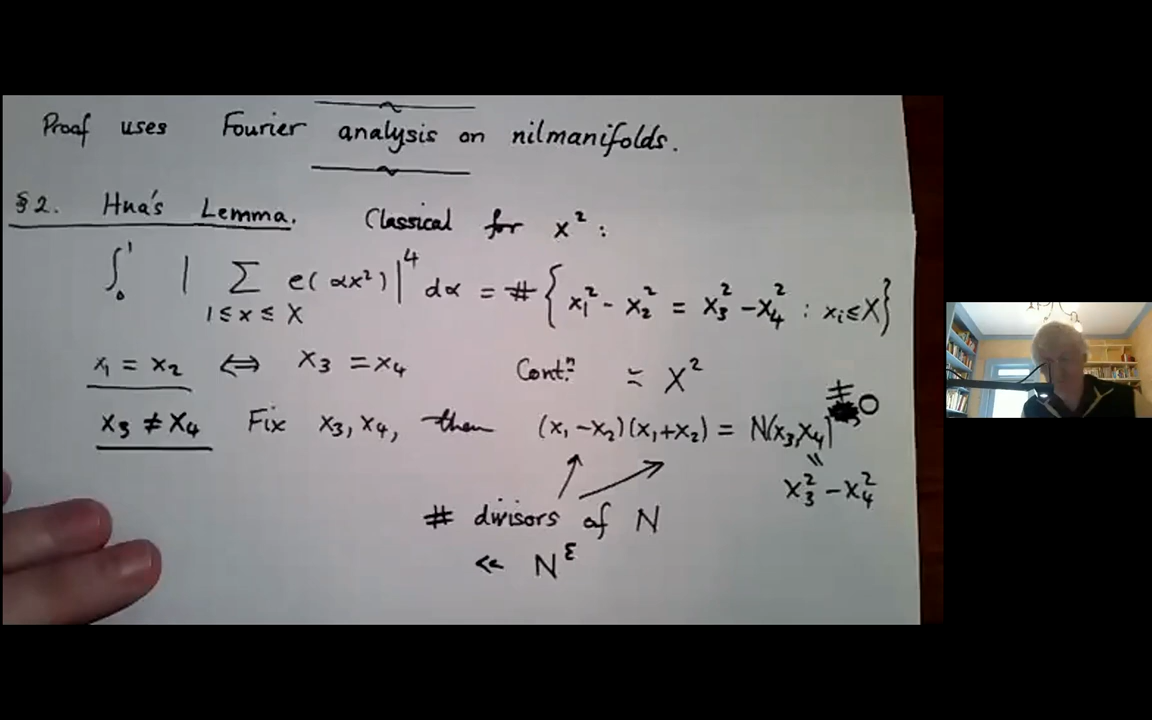 Proof uses Fourier analysis on nilmanifolds.
§2. Hua's Lemma. Classical for x² :
∫₀¹ | Σ_{1≤x≤X} e(αx²) |⁴ dα = # { x₁² - x₂² = x₃² - x₄² : xᵢ≤X }
x₁ = x₂ ⟺ x₃ = x₄ Contⁿ ≍ X²
x₃ ≠ x₄ Fix x₃, x₄, then (x₁-x₂)(x₁+x₂) = N(x₃,x₄) ≠ 0
"
x₃² - x₄²
# divisors of N
≪ N^ε